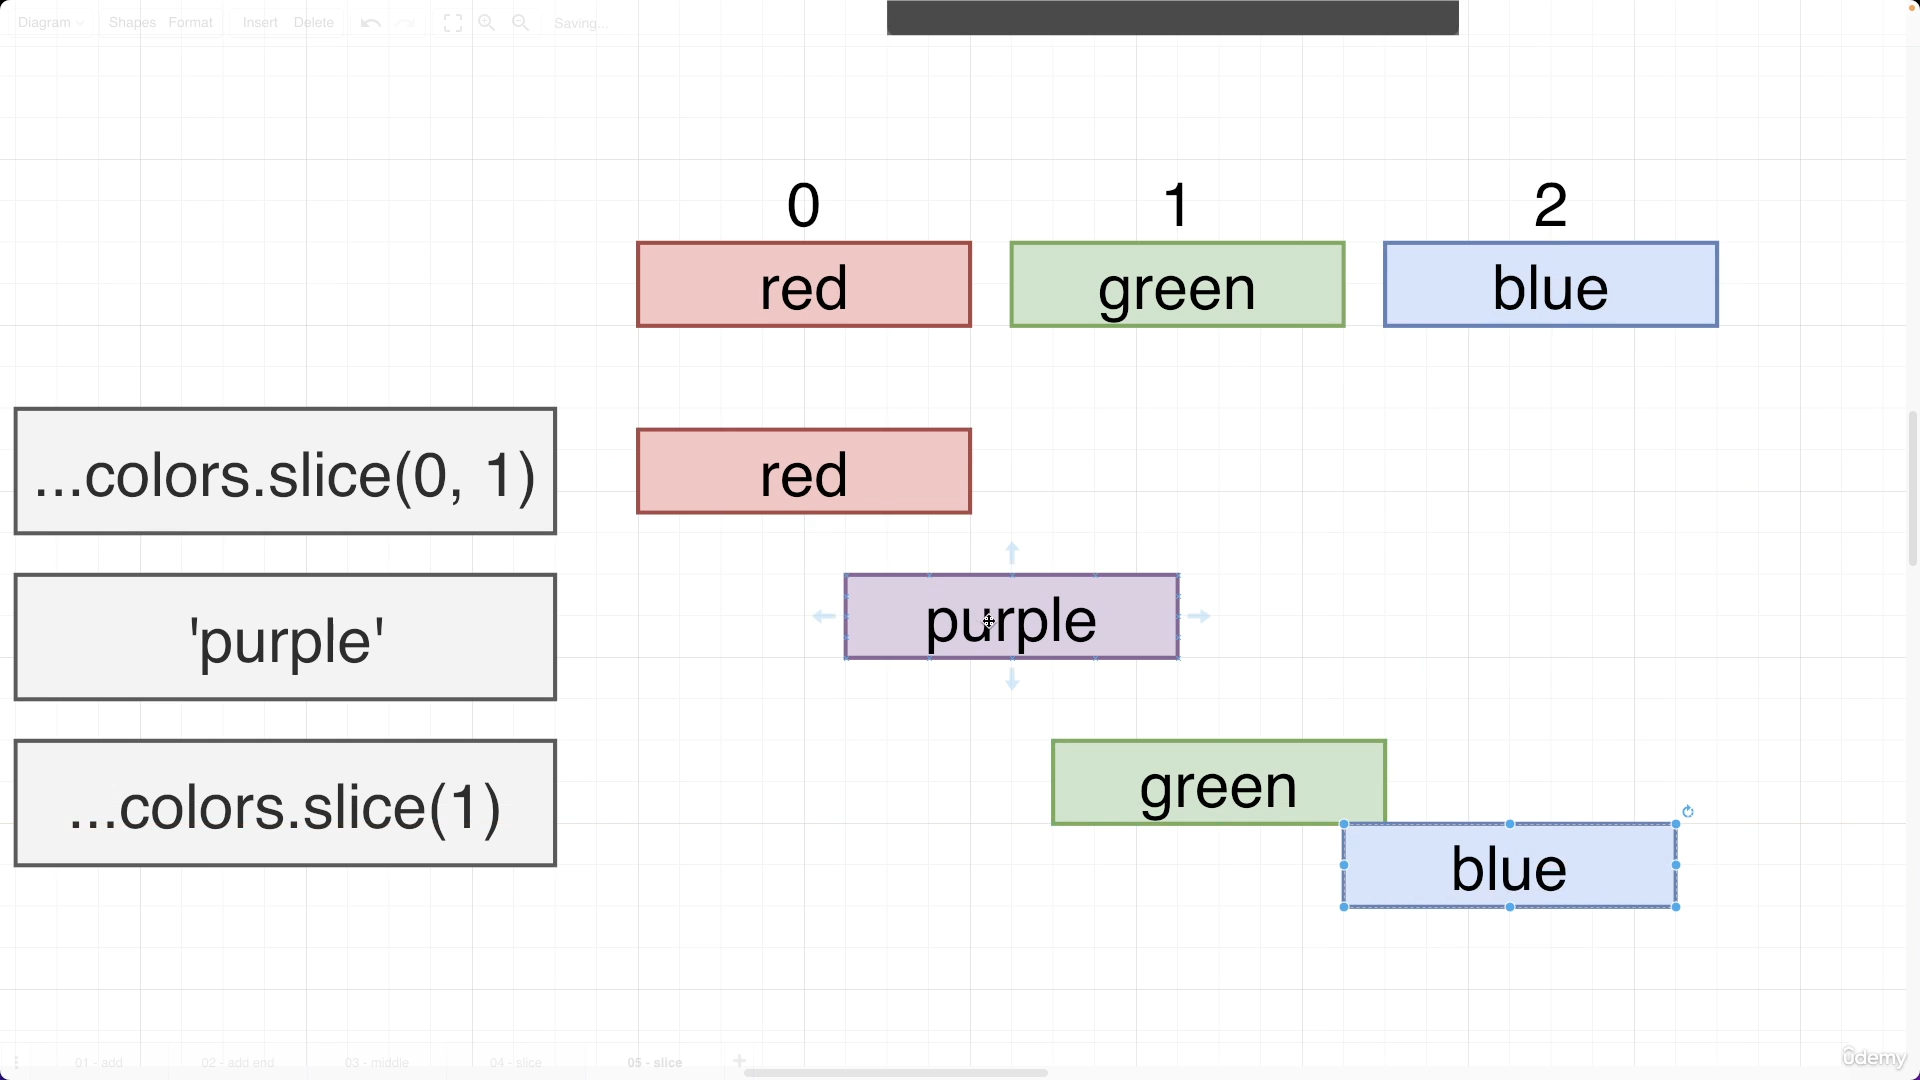 Diagram Shapes Format Insert Delete Saving...
0 1 2
red green blue
...colors.slice(0, 1) red
'purple' purple
...colors.slice(1) green
blue
01 - add 02 - add end 03 - middle 04 - slice 05 - slice
ûdemy